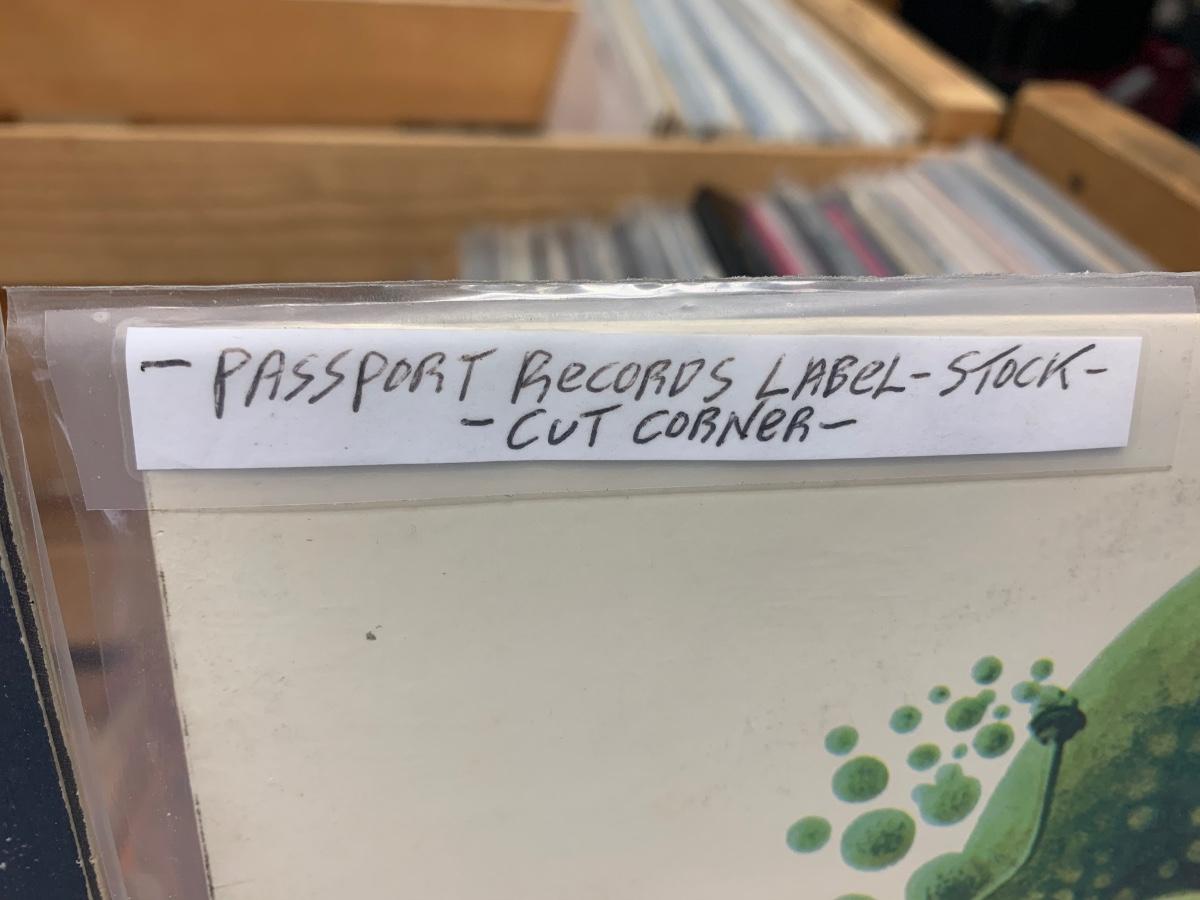 - PASSPORT RECORDS LABEL-STOCK-
- CUT CORNER-